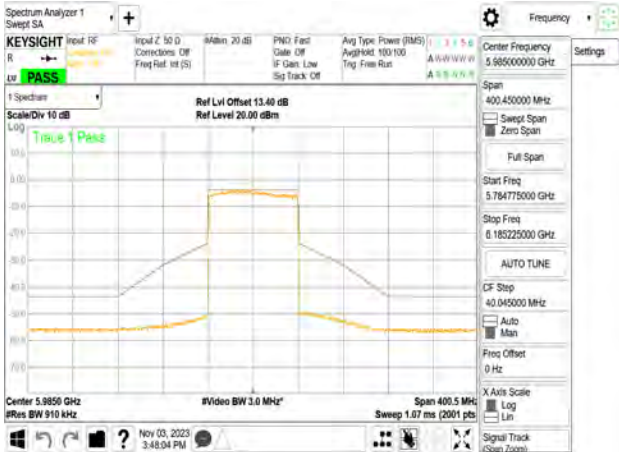 Spectrum Analyzer 1
Swept SA
Frequency
KEYSIGHT
Input: RF
Input Z: 50 Ω
#Atten: 20 dB
PNO: Fast
Avg Type: Power (RMS)
Corrections: Off
Gate: Off
Avg|Hold: 100/100
Freq Ref: Int (S)
IF Gain: Low
Trig: Free Run
Sig Track: Off
LV PASS
Center Frequency
5.985000000 GHz
Settings
Span
400.450000 MHz
Swept Span
Zero Span
Full Span
Start Freq
5.784775000 GHz
Stop Freq
6.185225000 GHz
AUTO TUNE
CF Step
40.045000 MHz
Auto
Man
Freq Offset
0 Hz
X Axis Scale
Log
Lin
Signal Track
(Span Zoom)
1 Spectrum
Scale/Div 10 dB
Ref Lvl Offset 13.40 dB
Ref Level 20.00 dBm
Log
Trace 1 Pass
Center 5.9850 GHz
#Video BW 3.0 MHz*
Span 400.5 MHz
#Res BW 910 kHz
Sweep 1.07 ms (2001 pts
Nov 03, 2023
3:48:04 PM